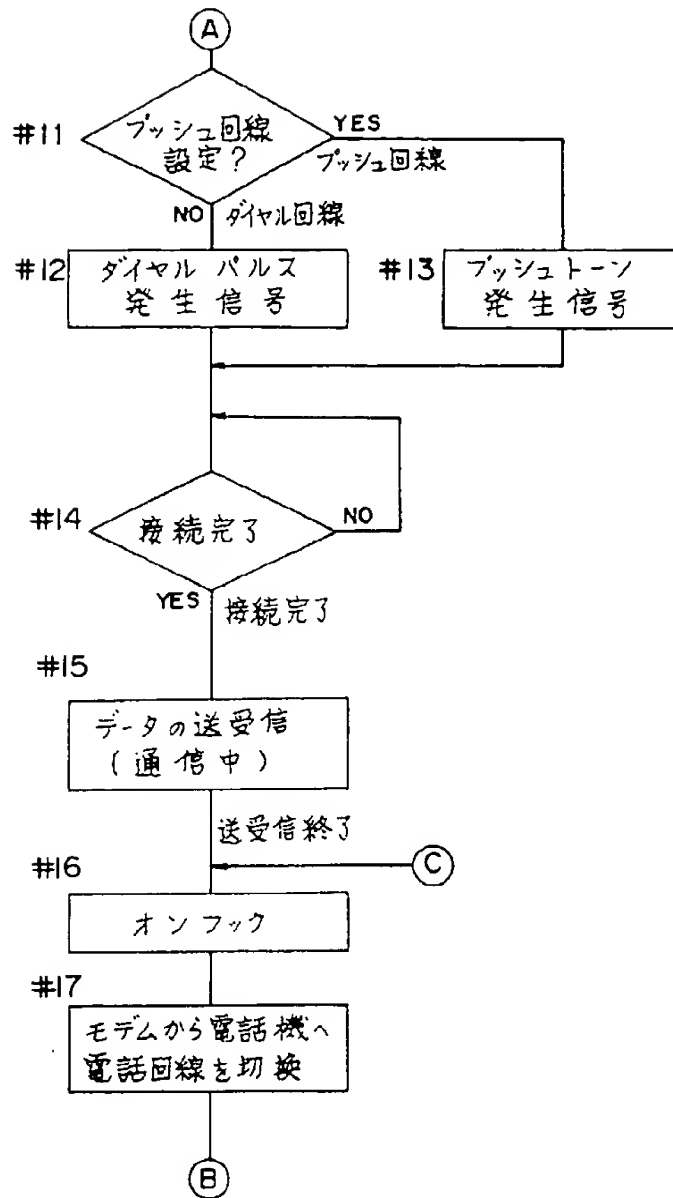 A
#11
プッシュ回線
設定?
YES
プッシュ回線
NO ダイヤル回線
#12
ダイヤル パルス
発生信号
#13
プッシュトーン
発生信号
#14
接続完了
NO
YES
接続完了
#15
データの送受信
(通信中)
送受信終了
C
#16
オンフック
#17
モデムから電話機へ
電話回線を切換
B